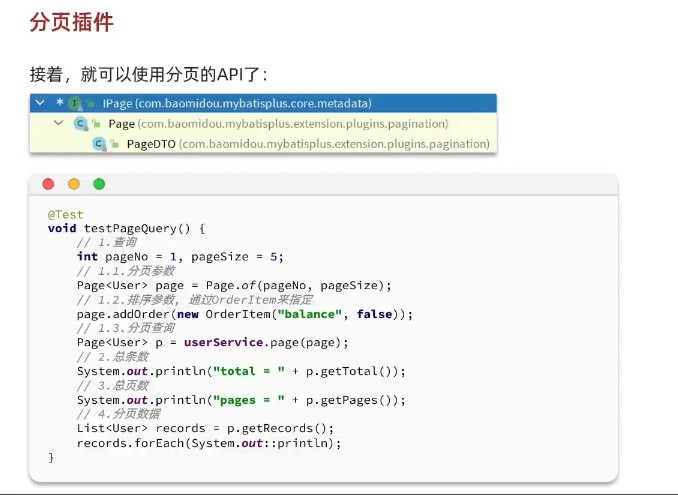 分页插件
接着，就可以使用分页的API了：
IPage (com.baomidou.mybatisplus.core.metadata)
Page (com.baomidou.mybatisplus.extension.plugins.pagination)
PageDTO (com.baomidou.mybatisplus.extension.plugins.pagination)
@Test
void testPageQuery() {
    // 1.查询
    int pageNo = 1, pageSize = 5;
    // 1.1.分页参数
    Page<User> page = Page.of(pageNo, pageSize);
    // 1.2.排序参数, 通过OrderItem来指定
    page.addOrder(new OrderItem("balance", false));
    // 1.3.分页查询
    Page<User> p = userService.page(page);
    // 2.总条数
    System.out.println("total = " + p.getTotal());
    // 3.总页数
    System.out.println("pages = " + p.getPages());
    // 4.分页数据
    List<User> records = p.getRecords();
    records.forEach(System.out::println);
}